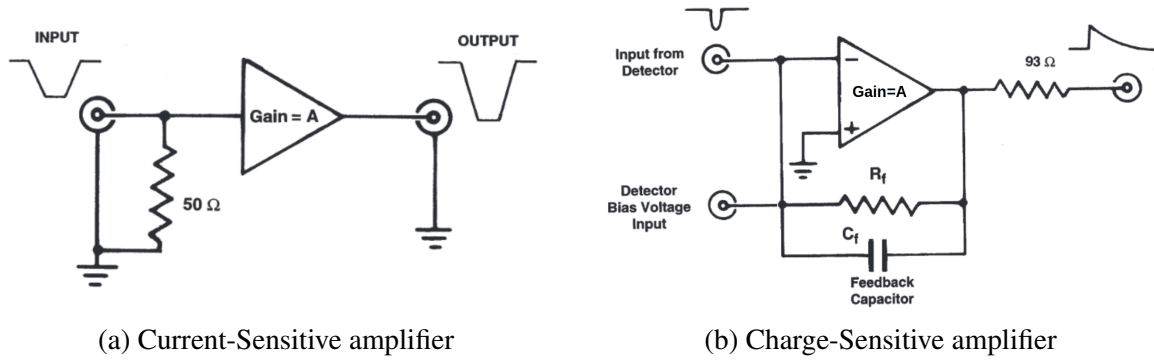 INPUT
OUTPUT
Gain = A
50 Ω
(a) Current-Sensitive amplifier
Input from
Detector
−
Gain=A
+
93 Ω
Detector
Bias Voltage
Input
Rf
Cf
Feedback
Capacitor
(b) Charge-Sensitive amplifier